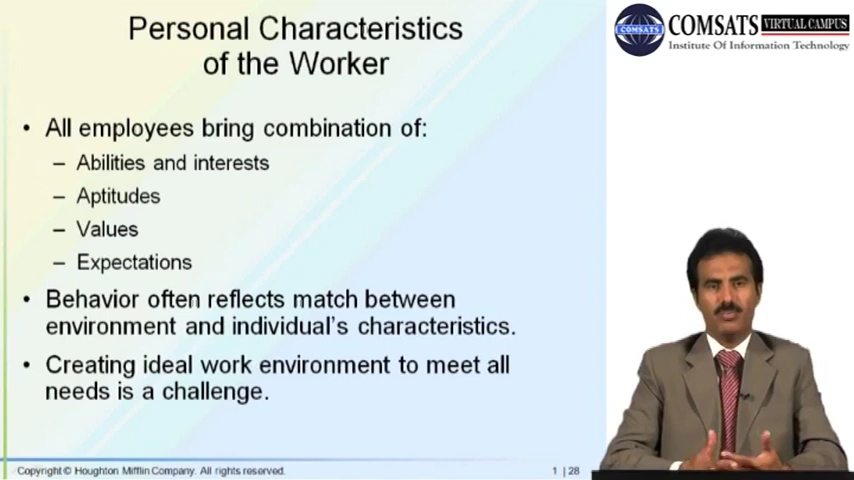 Personal Characteristics
of the Worker
• All employees bring combination of:
– Abilities and interests
– Aptitudes
– Values
– Expectations
• Behavior often reflects match between
environment and individual's characteristics.
• Creating ideal work environment to meet all
needs is a challenge.
Copyright © Houghton Mifflin Company. All rights reserved.
1 | 28
COMSATS
COMSATS VIRTUAL CAMPUS
Institute Of Information Technology